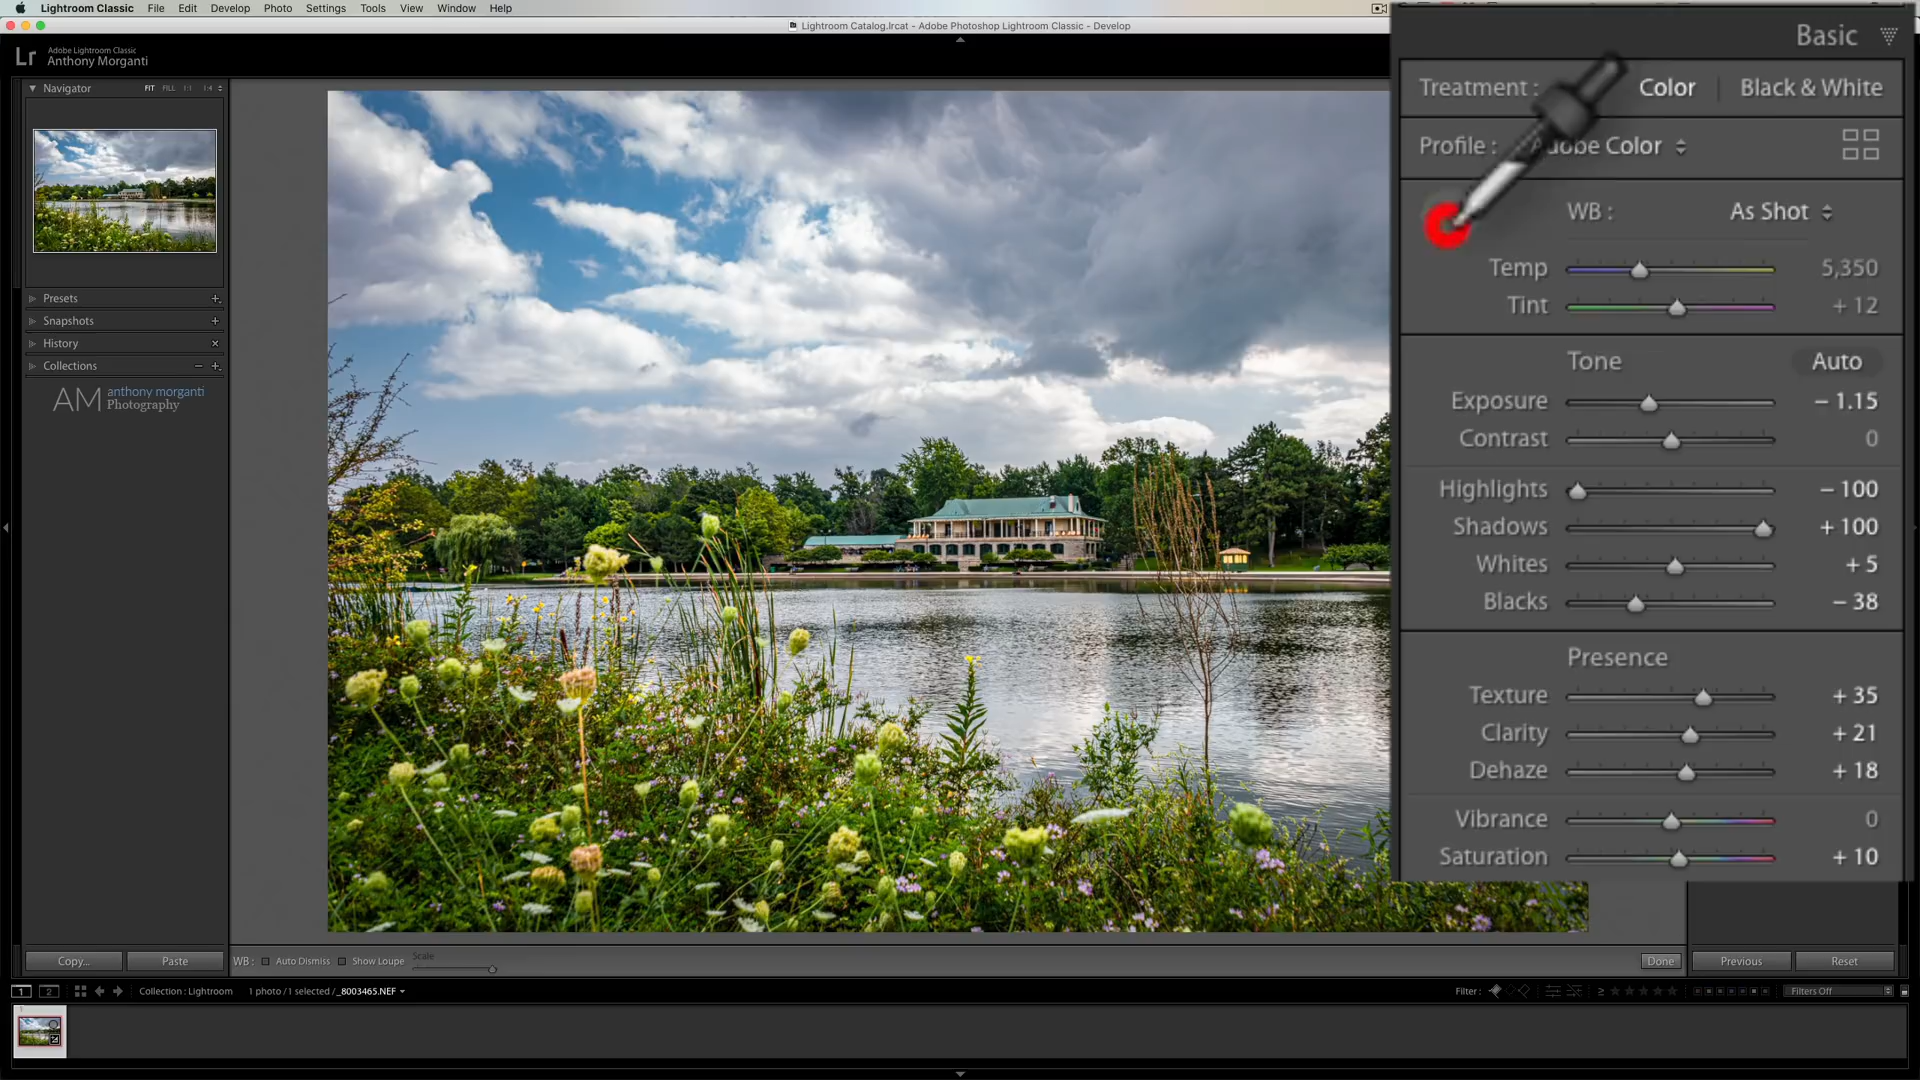 Lightroom Classic File Edit Develop Photo Settings Tools View Window Help
Lightroom Catalog.lrcat - Adobe Photoshop Lightroom Classic - Develop
Lr
Adobe Lightroom Classic
Anthony Morganti
Navigator FIT FILL 1:1 1:4
Presets
Snapshots
History
Collections
AM anthony morganti
Photography
Basic
Treatment : Color Black & White
Profile : Adobe Color
WB : As Shot
Temp 5,350
Tint + 12
Tone Auto
Exposure – 1.15
Contrast 0
Highlights – 100
Shadows + 100
Whites + 5
Blacks – 38
Presence
Texture + 35
Clarity + 21
Dehaze + 18
Vibrance 0
Saturation + 10
Copy... Paste
WB : Auto Dismiss Show Loupe Scale Done
Previous Reset
1 2 Collection : Lightroom 1 photo / 1 selected / _8003465.NEF Filter : Filters Off
1